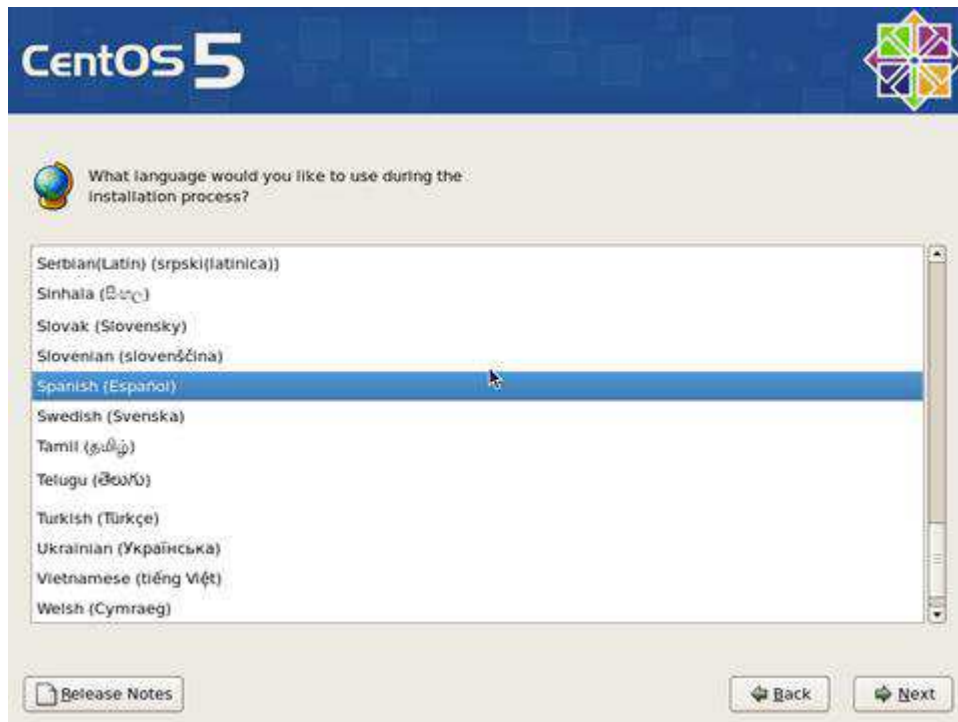 CentOS 5
What language would you like to use during the
installation process?
Serbian(Latin) (srpski(latinica))
Sinhala (සිංහල)
Slovak (Slovensky)
Slovenian (slovenščina)
Spanish (Español)
Swedish (Svenska)
Tamil (தமிழ்)
Telugu (తెలుగు)
Turkish (Türkçe)
Ukrainian (Українська)
Vietnamese (tiếng Việt)
Welsh (Cymraeg)
Release Notes
Back
Next